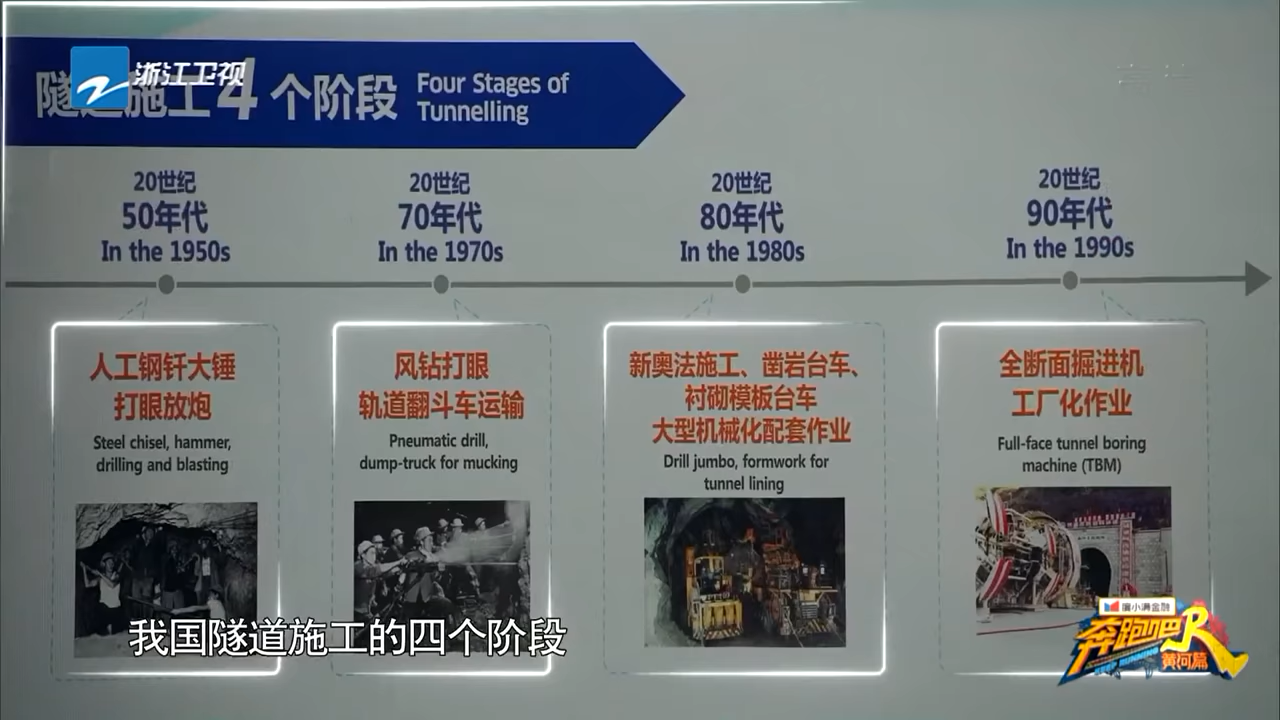 浙江卫视
隧道施工4个阶段
Four Stages of
Tunnelling
20世纪
50年代
In the 1950s
20世纪
70年代
In the 1970s
20世纪
80年代
In the 1980s
20世纪
90年代
In the 1990s
人工钢钎大锤
打眼放炮
Steel chisel, hammer,
drilling and blasting
风钻打眼
轨道翻斗车运输
Pneumatic drill,
dump-truck for mucking
新奥法施工、凿岩台车、
衬砌模板台车
大型机械化配套作业
Drill jumbo, formwork for
tunnel lining
全断面掘进机
工厂化作业
Full-face tunnel boring
machine (TBM)
我国隧道施工的四个阶段
度小满金融
奔跑吧R
KEEP RUNNING
黄河篇